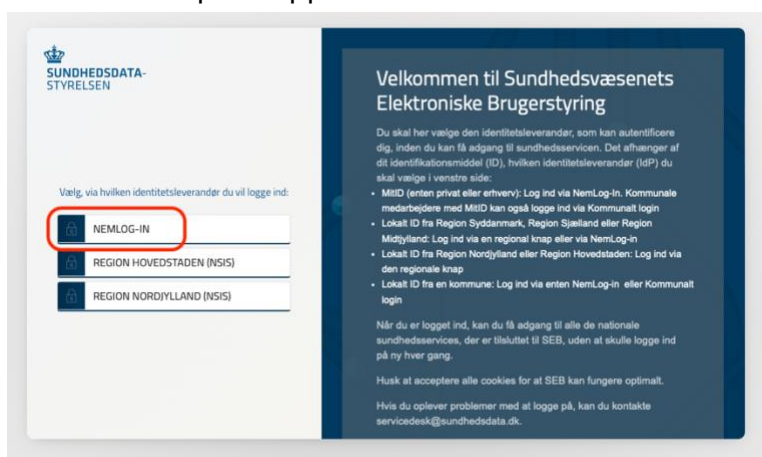 SUNDHEDSDATA-
STYRELSEN
Vælg, via hvilken identitetsleverandør du vil logge ind:
NEMLOG-IN
REGION HOVEDSTADEN (NSIS)
REGION NORDJYLLAND (NSIS)
Velkommen til Sundhedsvæsenets
Elektroniske Brugerstyring
Du skal her vælge den identitetsleverandør, som kan autentificere
dig, inden du kan få adgang til sundhedsservicen. Det afhænger af
dit identifikationsmiddel (ID), hvilken identitetsleverandør (IdP) du
skal vælge i venstre side:
• MitID (enten privat eller erhverv): Log ind via NemLog-In. Kommunale
medarbejdere med MitID kan også logge ind via Kommunalt login
• Lokalt ID fra Region Syddanmark, Region Sjælland eller Region
Midtjylland: Log ind via en regional knap eller via NemLog-in
• Lokalt ID fra Region Nordjylland eller Region Hovedstaden: Log ind via
den regionale knap
• Lokalt ID fra en kommune: Log ind via enten NemLog-in eller Kommunalt
login
Når du er logget ind, kan du få adgang til alle de nationale
sundhedsservices, der er tilsluttet til SEB, uden at skulle logge ind
på ny hver gang.
Husk at acceptere alle cookies for at SEB kan fungere optimalt.
Hvis du oplever problemer med at logge på, kan du kontakte
servicedesk@sundhedsdata.dk.